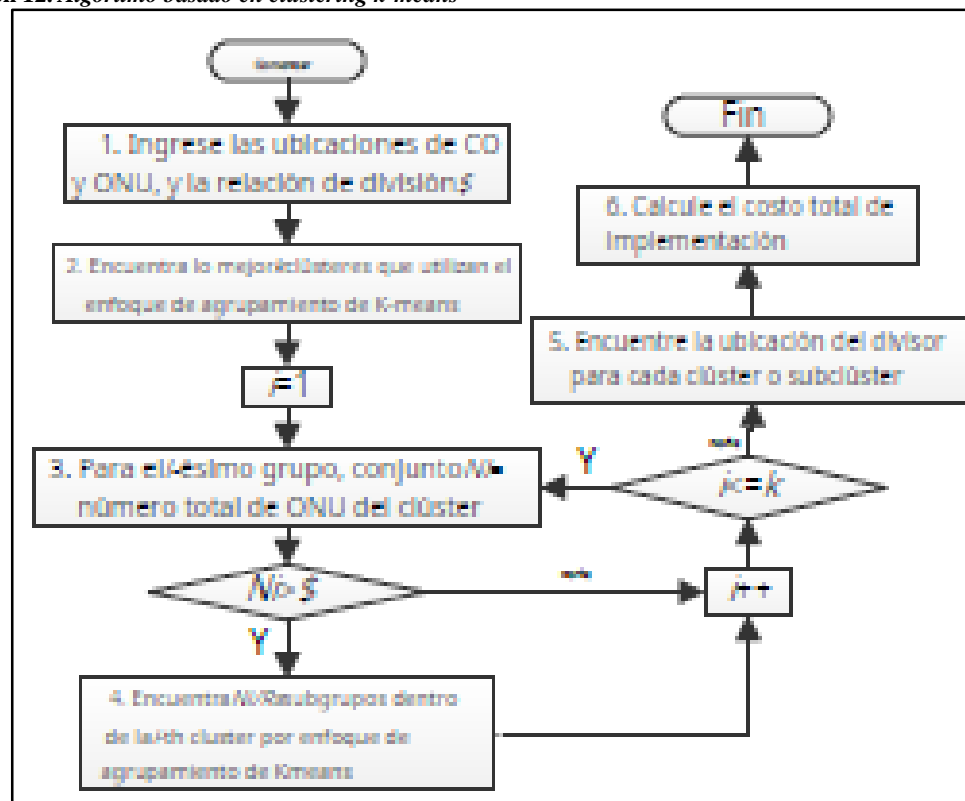 Algoritmo basado en clustering k-means
1. Ingrese las ubicaciones de CO
y ONU, y la relación de división
2. Encuentra lo mejor clústeres que utilizan el
enfoque de agrupamiento de K-means
i=1
3. Para el i-ésimo grupo, conjunto
número total de ONU del clúster
Y
4. Encuentra subgrupos dentro
de la i-th cluster por enfoque de
agrupamiento de Kmeans
i++
i<=k
Y
5. Encuentre la ubicación del divisor
para cada clúster o subclúster
6. Calcule el costo total de
implementación
Fin